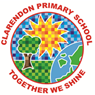 CLARENDON PRIMARY SCHOOL
TOGETHER WE SHINE